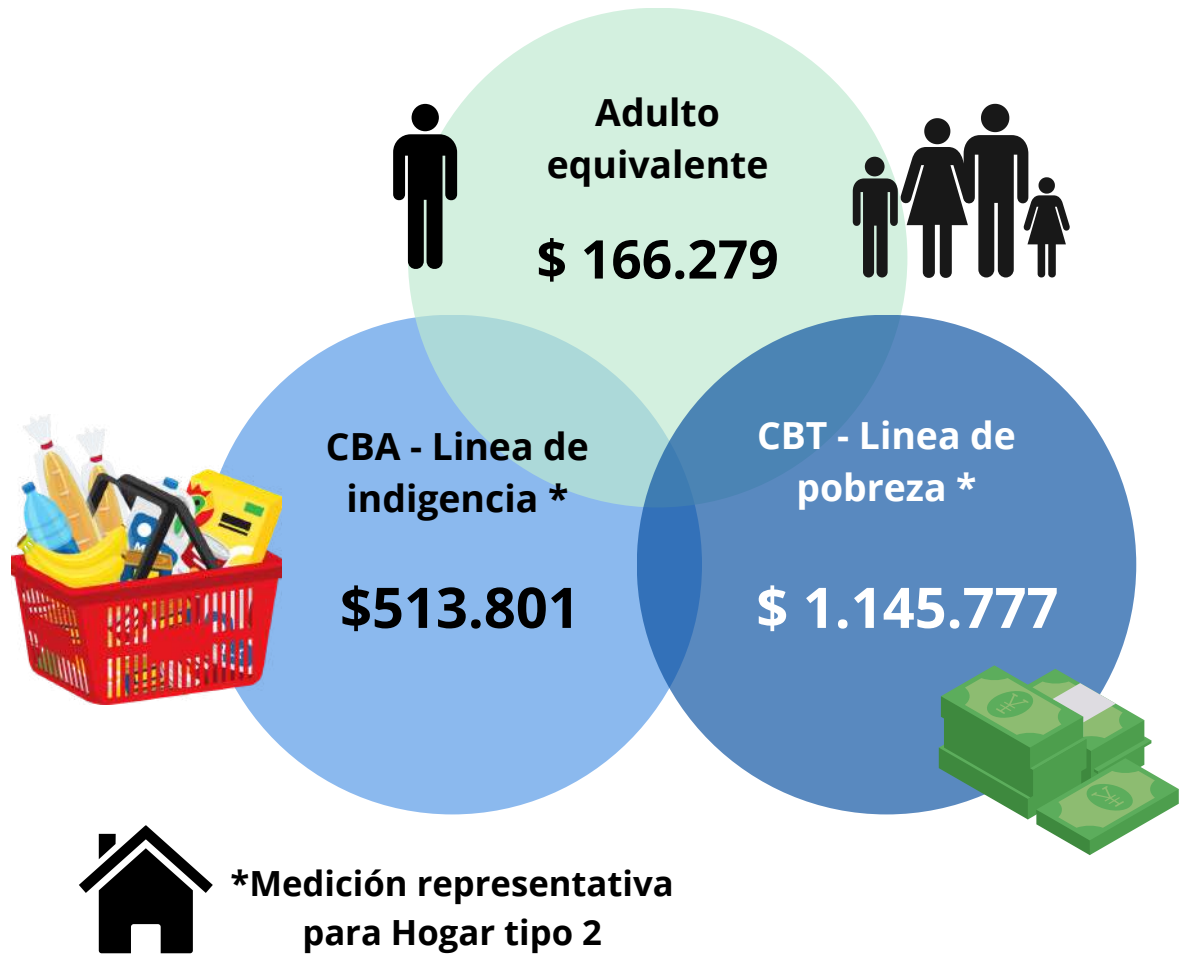 Adulto
equivalente
$ 166.279
CBA - Linea de
indigencia *
$513.801
CBT - Linea de
pobreza *
$ 1.145.777
*Medición representativa
para Hogar tipo 2